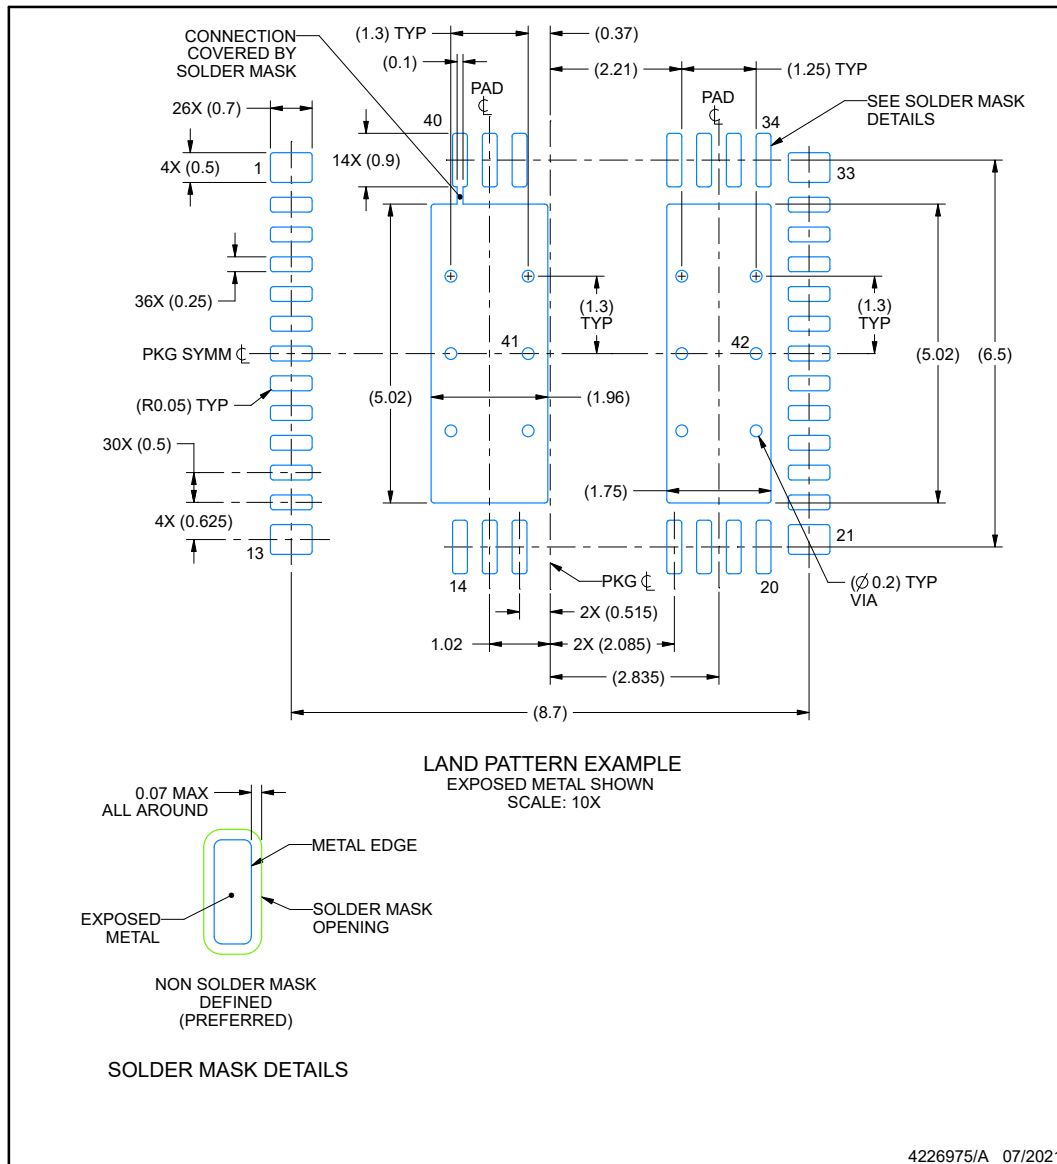 CONNECTION
COVERED BY
SOLDER MASK
(1.3) TYP
(0.37)
(0.1)
(2.21)
(1.25) TYP
PAD
℄
PAD
℄
26X (0.7)
40
34
SEE SOLDER MASK
DETAILS
14X (0.9)
4X (0.5)
1
33
36X (0.25)
(1.3)
TYP
(1.3)
TYP
PKG SYMM ℄
41
42
(5.02)
(6.5)
(R0.05) TYP
(5.02)
(1.96)
30X (0.5)
(1.75)
4X (0.625)
13
21
14
PKG ℄
20
(Ø 0.2) TYP
VIA
2X (0.515)
1.02
2X (2.085)
(2.835)
(8.7)
LAND PATTERN EXAMPLE
EXPOSED METAL SHOWN
SCALE: 10X
0.07 MAX
ALL AROUND
METAL EDGE
EXPOSED
METAL
SOLDER MASK
OPENING
NON SOLDER MASK
DEFINED
(PREFERRED)
SOLDER MASK DETAILS
4226975/A 07/2021